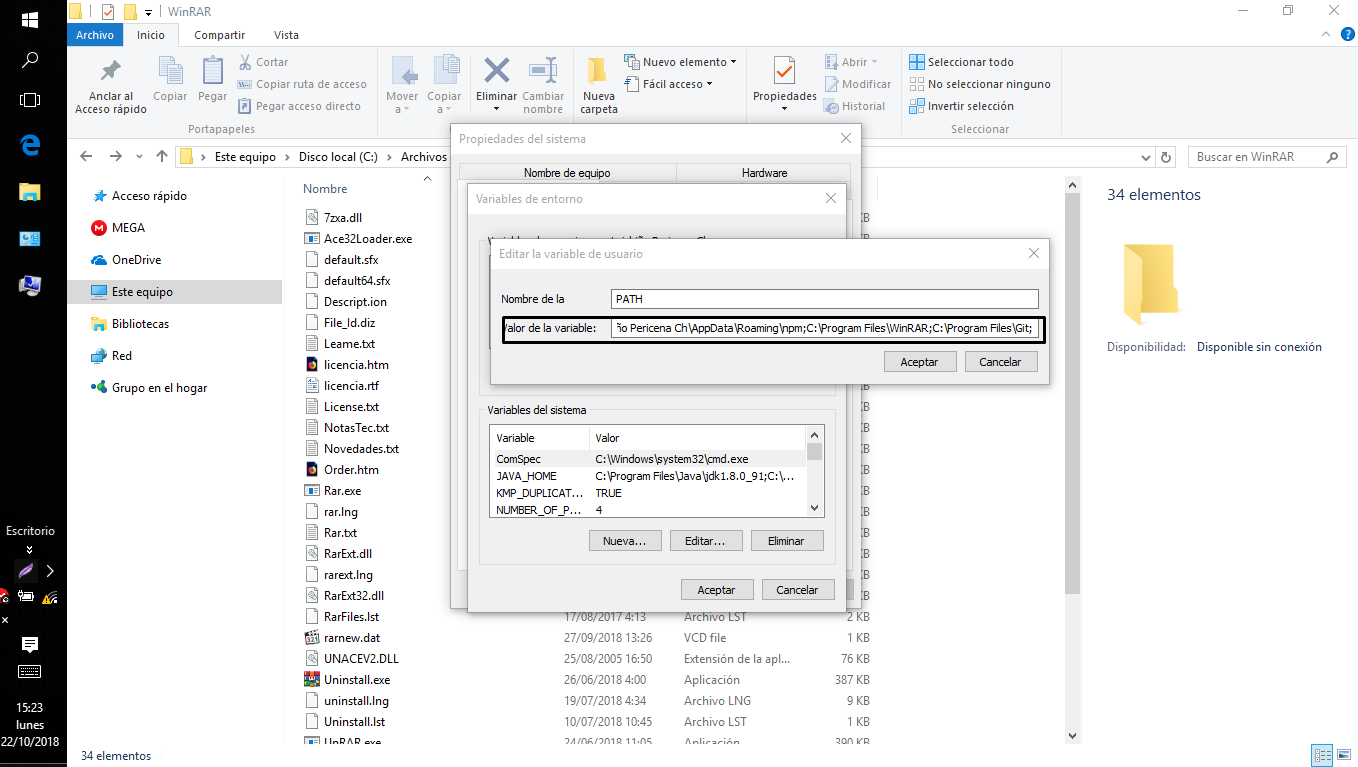 WinRAR
Archivo Inicio Compartir Vista
Anclar al Acceso rápido
Copiar
Pegar
Cortar
Copiar ruta de acceso
Pegar acceso directo
Portapapeles
Mover a
Copiar a
Eliminar
Cambiar nombre
Nueva carpeta
Nuevo elemento
Fácil acceso
Propiedades
Abrir
Modificar
Historial
Seleccionar todo
No seleccionar ninguno
Invertir selección
Seleccionar
Este equipo > Disco local (C:) > Archivos
Buscar en WinRAR
Acceso rápido
MEGA
OneDrive
Este equipo
Bibliotecas
Red
Grupo en el hogar
Nombre
7zxa.dll
Ace32Loader.exe
default.sfx
default64.sfx
Descript.ion
File_Id.diz
Leame.txt
licencia.htm
licencia.rtf
License.txt
NotasTec.txt
Novedades.txt
Order.htm
Rar.exe
rar.lng
Rar.txt
RarExt.dll
rarext.lng
RarExt32.dll
RarFiles.lst 17/08/2017 4:13 Archivo LST 2 KB
rarnew.dat 27/09/2018 13:26 VCD file 1 KB
UNACEV2.DLL 25/08/2005 16:50 Extensión de la apl... 76 KB
Uninstall.exe 26/06/2018 4:00 Aplicación 387 KB
uninstall.lng 19/07/2018 4:34 Archivo LNG 9 KB
Uninstall.lst 10/07/2018 10:45 Archivo LST 1 KB
UnRAR.exe 24/06/2018 11:05 Aplicación 390 KB
34 elementos
34 elementos
Disponibilidad: Disponible sin conexión
Propiedades del sistema
Nombre de equipo Hardware
Variables de entorno
Editar la variable de usuario
Nombre de la PATH
Valor de la variable: ño Pericena Ch\AppData\Roaming\npm;C:\Program Files\WinRAR;C:\Program Files\Git;
Aceptar Cancelar
Variables del sistema
Variable Valor
ComSpec C:\Windows\system32\cmd.exe
JAVA_HOME C:\Program Files\Java\jdk1.8.0_91;C:\...
KMP_DUPLICAT... TRUE
NUMBER_OF_P... 4
Nueva... Editar... Eliminar
Aceptar Cancelar
Escritorio
15:23
lunes
22/10/2018